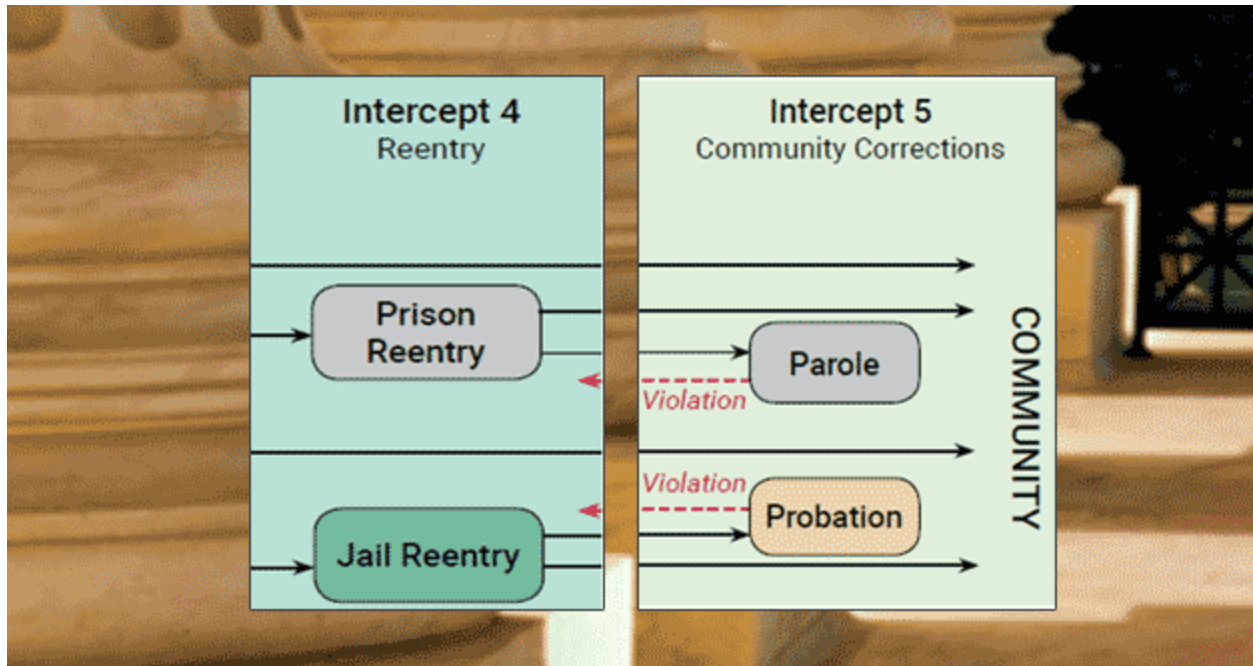 Intercept 4
Reentry
Prison
Reentry
Jail Reentry
Intercept 5
Community Corrections
Parole
Violation
Violation
Probation
COMMUNITY